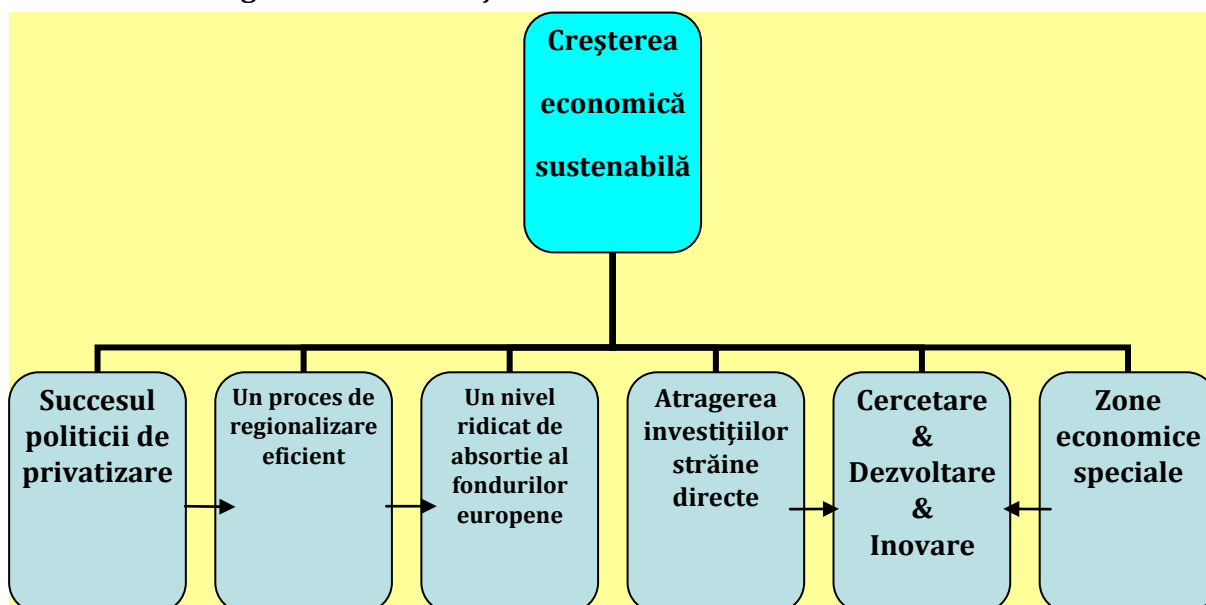 Creşterea
economică
sustenabilă
Succesul
politicii de
privatizare
Un proces de
regionalizare
eficient
Un nivel
ridicat de
absortie al
fondurilor
europene
Atragerea
investiţiilor
străine
directe
Cercetare
&
Dezvoltare
&
Inovare
Zone
economice
speciale